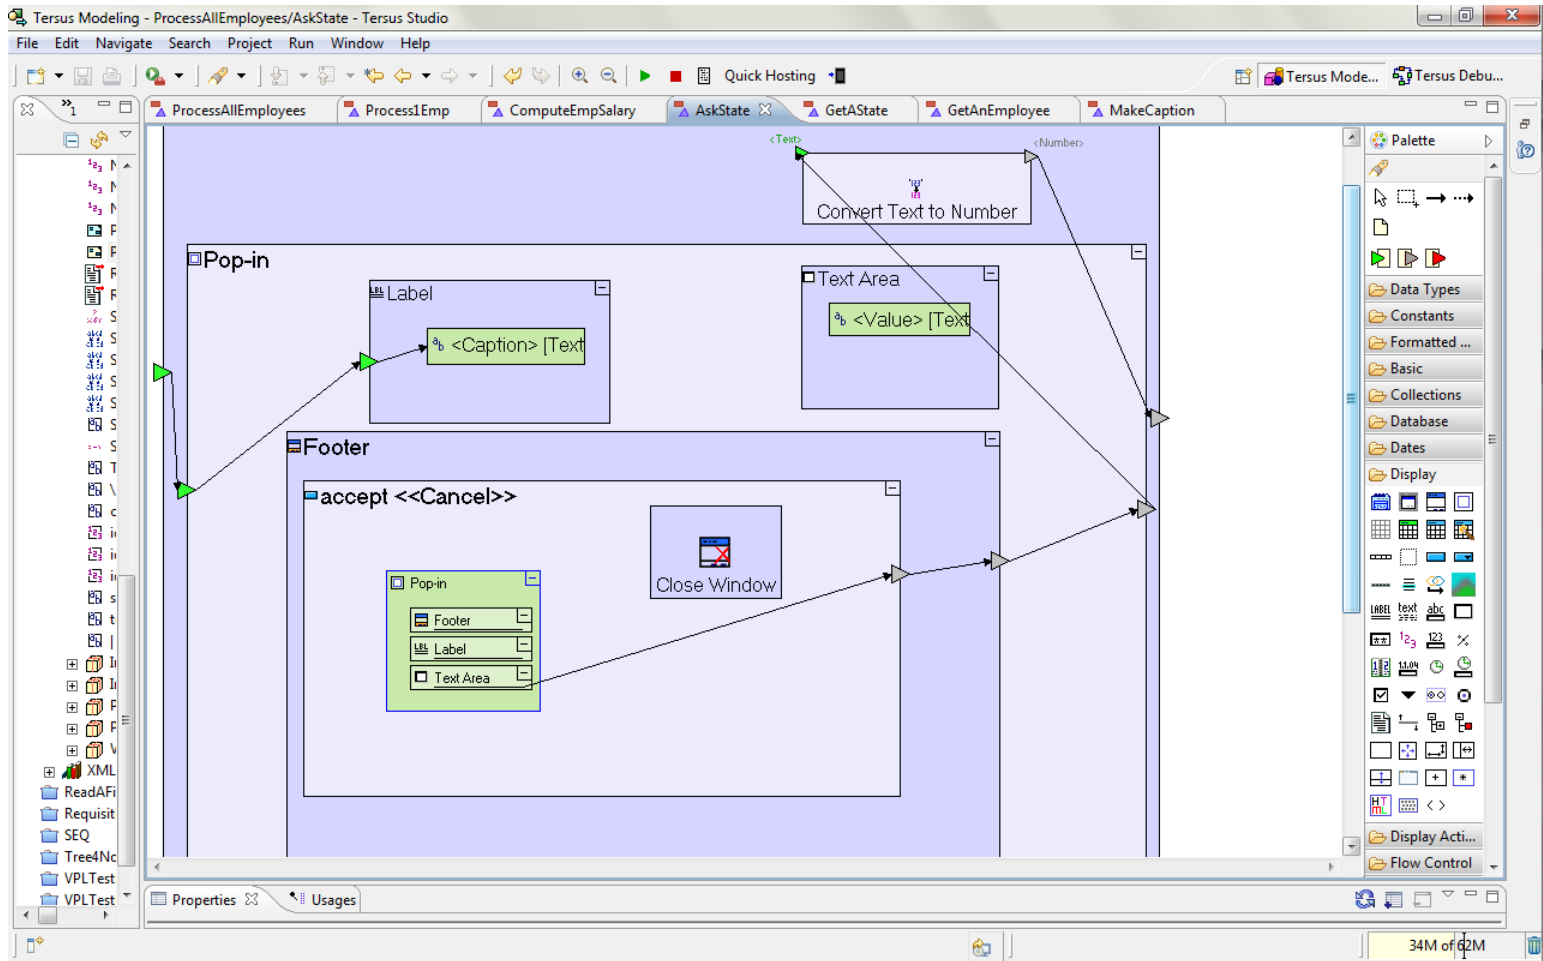 Tersus Modeling - ProcessAllEmployees/AskState - Tersus Studio
File Edit Navigate Search Project Run Window Help
Quick Hosting
Tersus Mode... Tersus Debu...
ProcessAllEmployees Process1Emp ComputeEmpSalary AskState GetAState GetAnEmployee MakeCaption
<Text> <Number>
Convert Text to Number
Pop-in
Label
<Caption> [Text
Text Area
<Value> [Text
Footer
accept <<Cancel>>
Close Window
Pop-in
Footer
Label
Text Area
XML
ReadAFi
Requisit
SEQ
Tree4Nc
VPLTest
VPLTest
Palette
Data Types
Constants
Formatted ...
Basic
Collections
Database
Dates
Display
Display Acti...
Flow Control
Properties Usages
34M of 62M